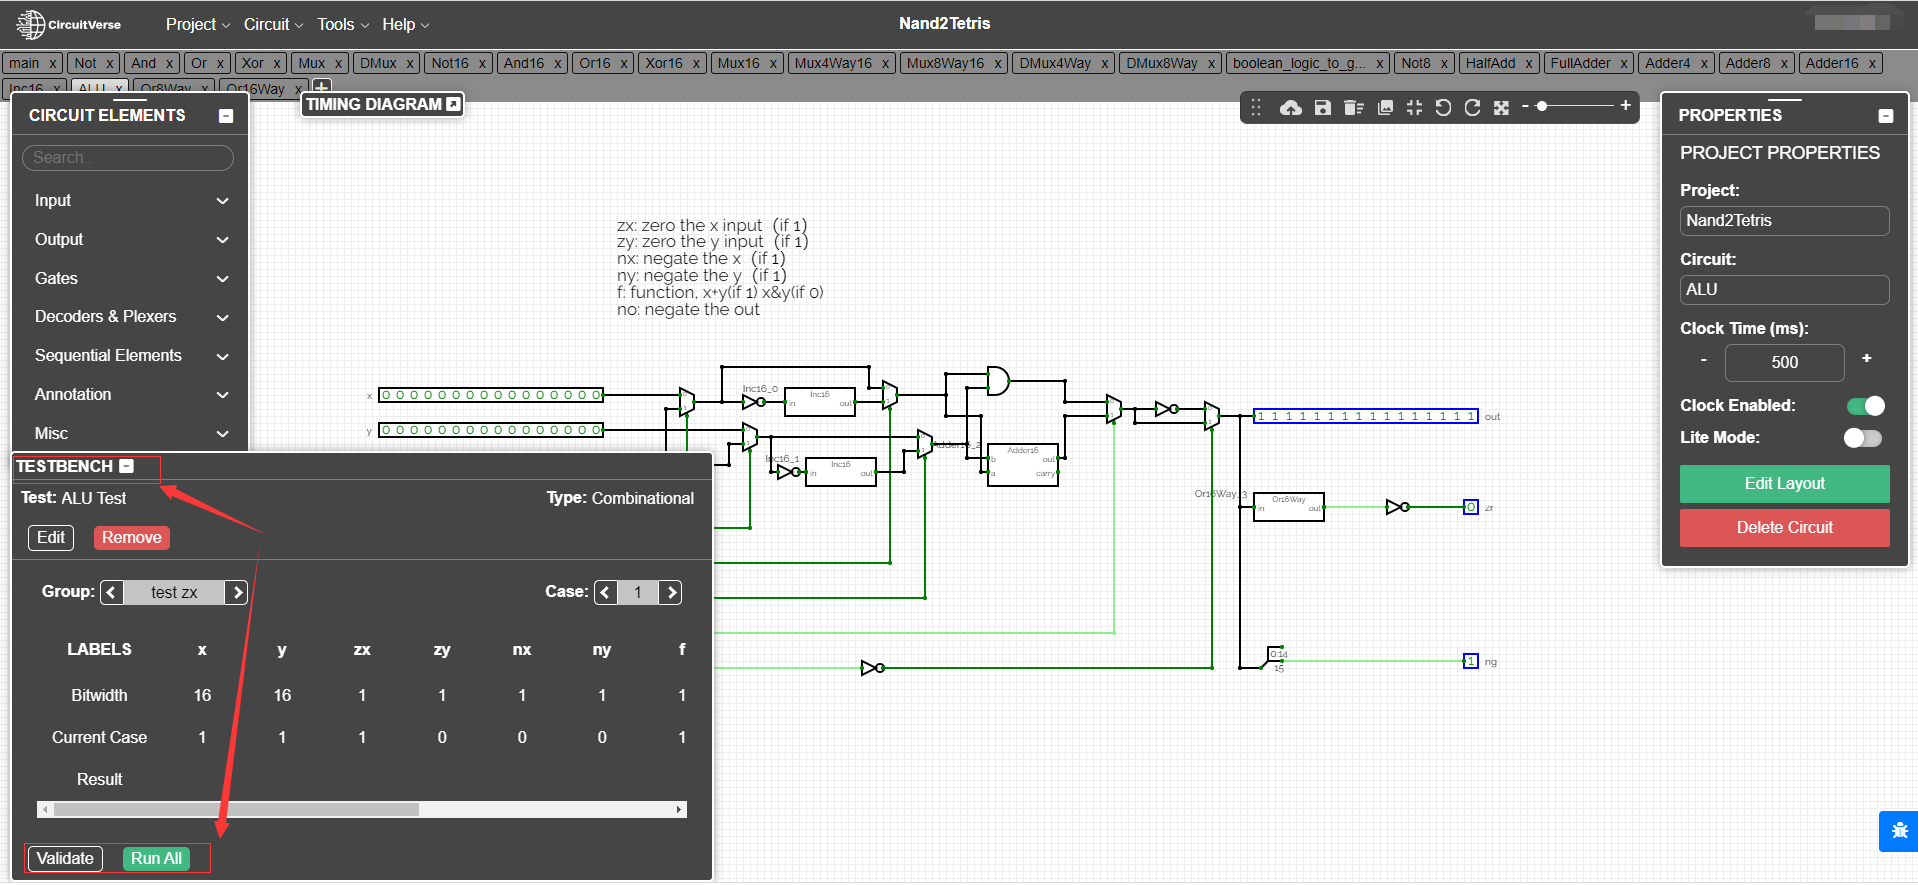 CircuitVerse
Project Circuit Tools Help
Nand2Tetris
main x Not x And x Or x Xor x Mux x DMux x Not16 x And16 x Or16 x Xor16 x Mux16 x Mux4Way16 x Mux8Way16 x DMux4Way x DMux8Way x boolean_logic_to_g... x Not8 x HalfAdd x FullAdder x Adder4 x Adder8 x Adder16 x
Inc16 x ALU x Or8Way x Or16Way x +
TIMING DIAGRAM
CIRCUIT ELEMENTS
Search..
Input
Output
Gates
Decoders & Plexers
Sequential Elements
Annotation
Misc
zx: zero the x input (if 1)
zy: zero the y input (if 1)
nx: negate the x (if 1)
ny: negate the y (if 1)
f: function, x+y(if 1) x&y(if 0)
no: negate the out
x 0 0 0 0 0 0 0 0 0 0 0 0 0 0 0 0
y 0 0 0 0 0 0 0 0 0 0 0 0 0 0 0 0
Inc16_0
Inc16
in out
Inc16_1
Inc16
in out
Adder16_2
Adder16
b out
a carry
1 1 1 1 1 1 1 1 1 1 1 1 1 1 1 1 out
Or16Way_3
Or16Way
in out
0 zr
0:14
15
1 ng
TESTBENCH
Test: ALU Test
Type: Combinational
Edit Remove
Group: < test zx >
Case: < 1 >
LABELS x y zx zy nx ny f
Bitwidth 16 16 1 1 1 1 1
Current Case 1 1 1 0 0 0 1
Result
Validate Run All
PROPERTIES
PROJECT PROPERTIES
Project:
Nand2Tetris
Circuit:
ALU
Clock Time (ms):
- 500 +
Clock Enabled:
Lite Mode:
Edit Layout
Delete Circuit